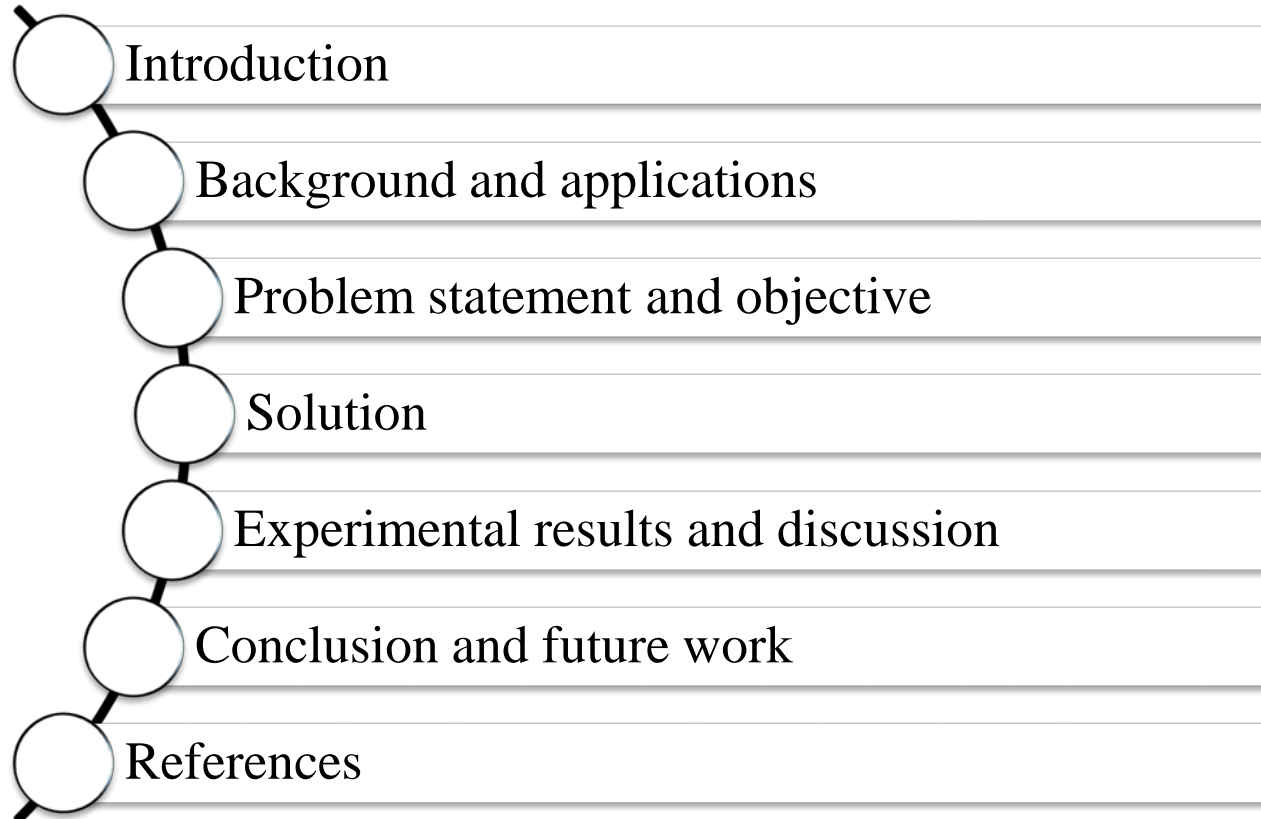 Introduction
Background and applications
Problem statement and objective
Solution
Experimental results and discussion
Conclusion and future work
References